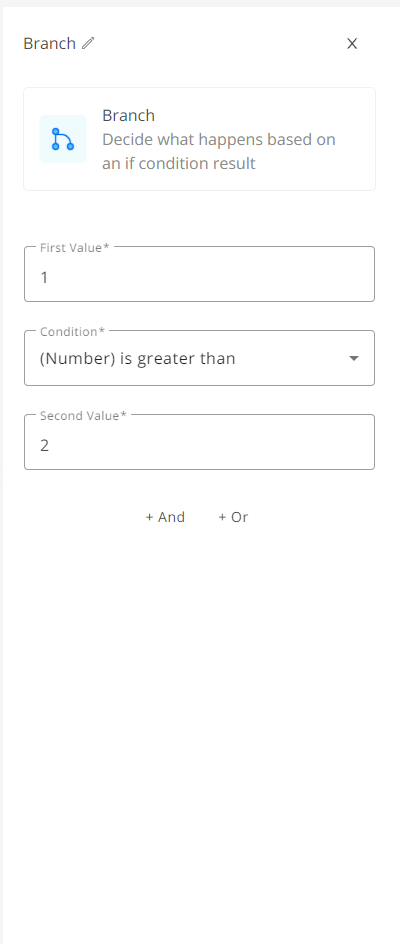 Branch
X
Branch
Decide what happens based on
an if condition result
First Value*
1
Condition*
(Number) is greater than
Second Value*
2
+ And + Or